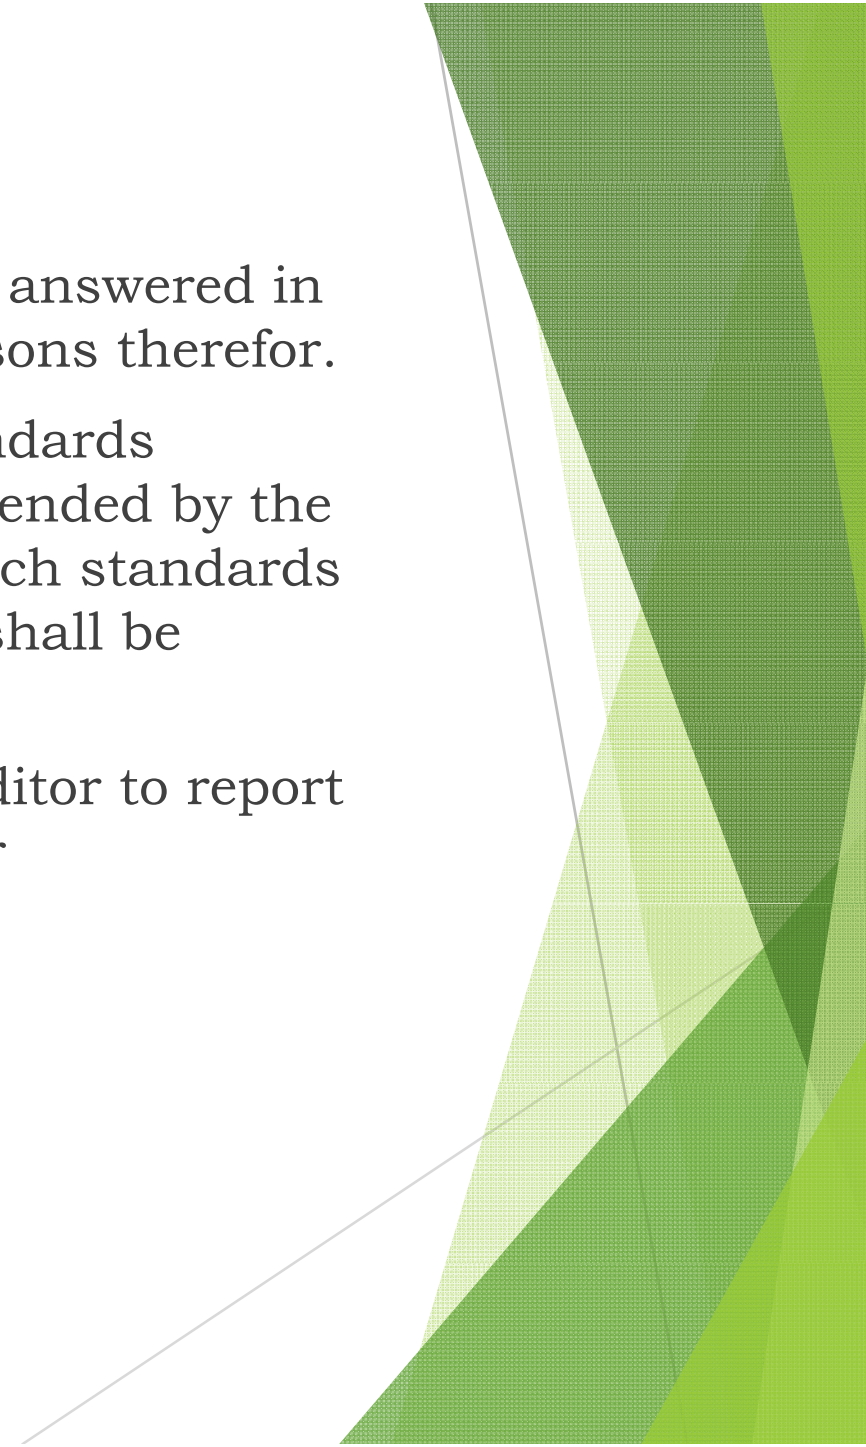 answered in
sons therefor.
ndards
ended by the
ch standards
shall be
ditor to report
r